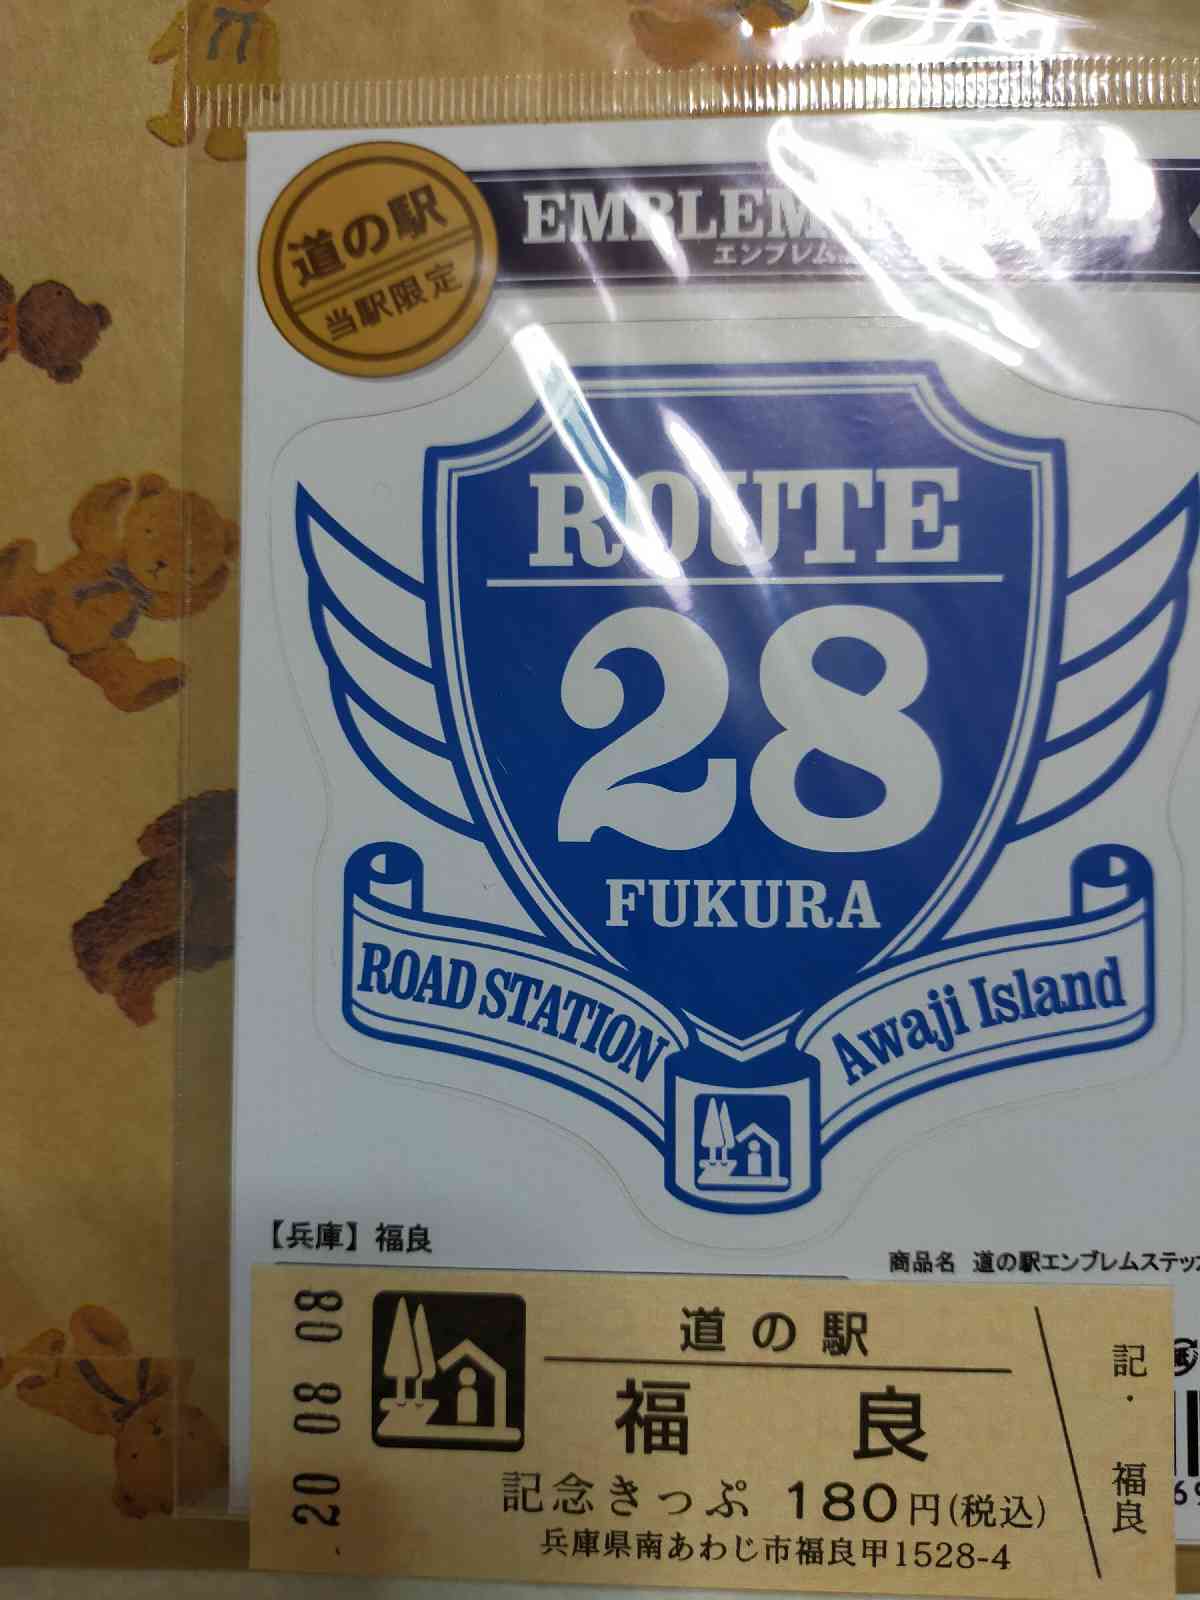 道の駅
当駅限定
EMBLEM
エンブレム
ROUTE
28
FUKURA
ROAD STATION
Awaji Island
【兵庫】福良
商品名 道の駅エンブレムステッカ
20 08 08
道の駅
福良
記念きっぷ 180円(税込)
兵庫県南あわじ市福良甲1528-4
記・福良
69